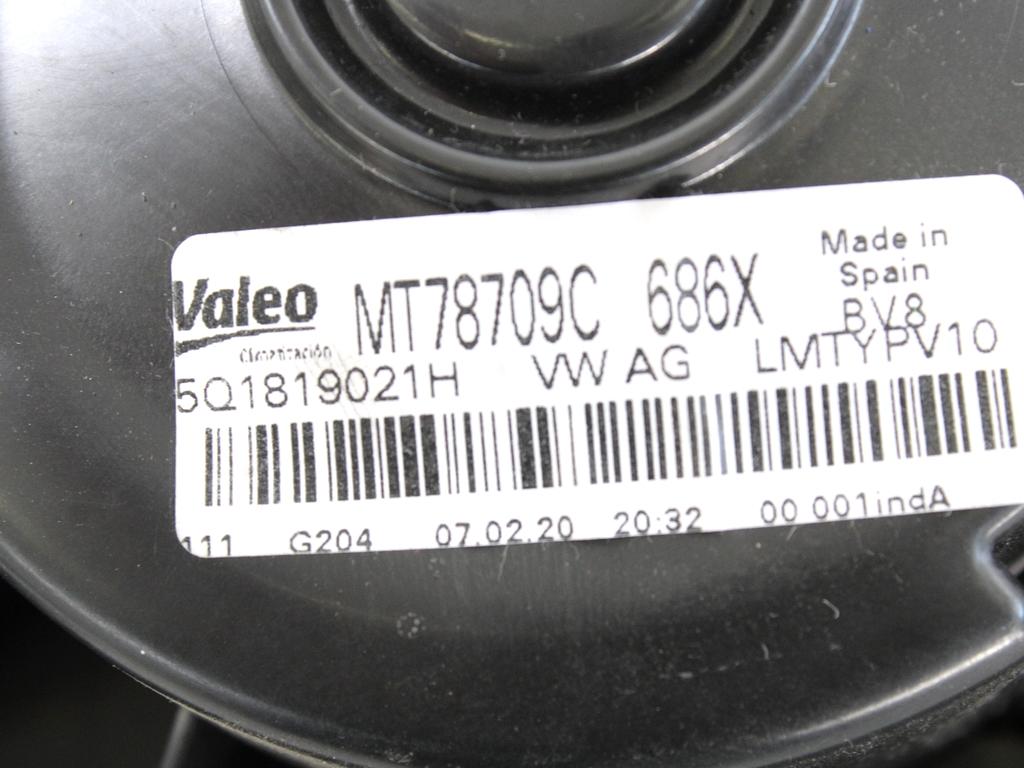 Valeo MT78709C 686X Made in
Spain
Climatización BV8
5Q1819021H VW AG LMTYPV10
111 G204 07.02.20 20:32 00 001indA